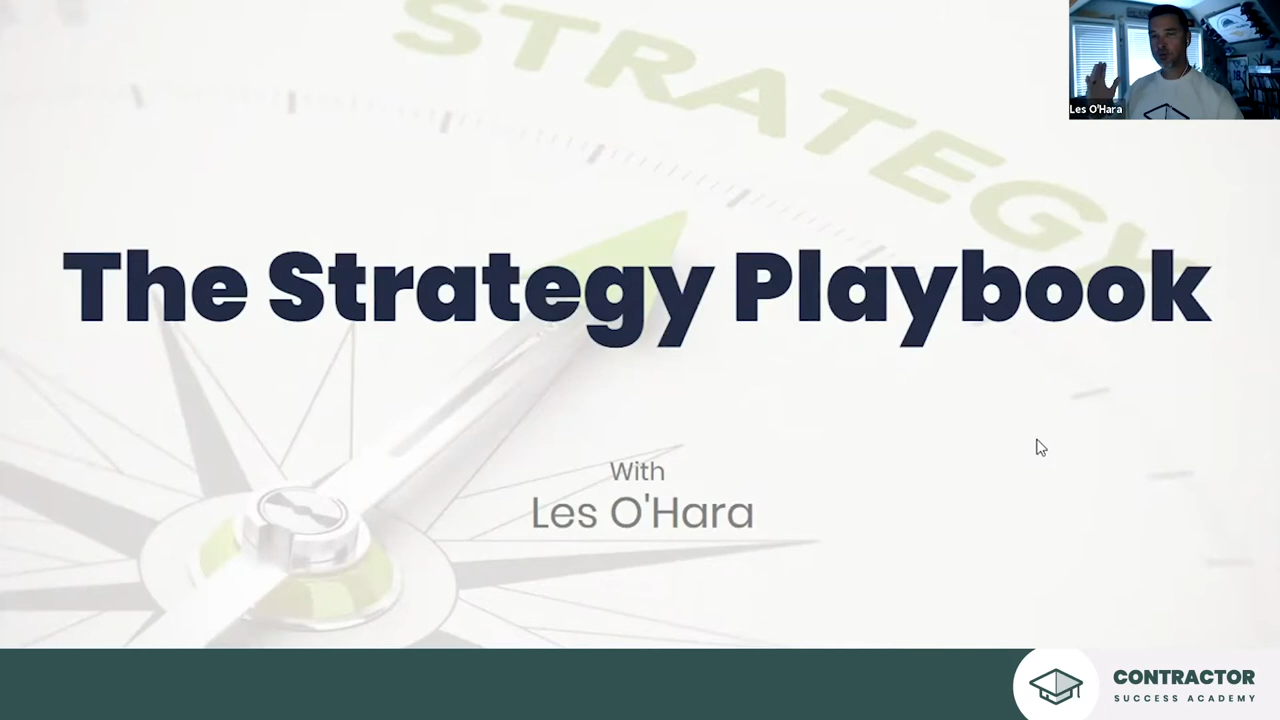 STRATEGY
Les O'Hara
The Strategy Playbook
With
Les O'Hara
CONTRACTOR
SUCCESS ACADEMY